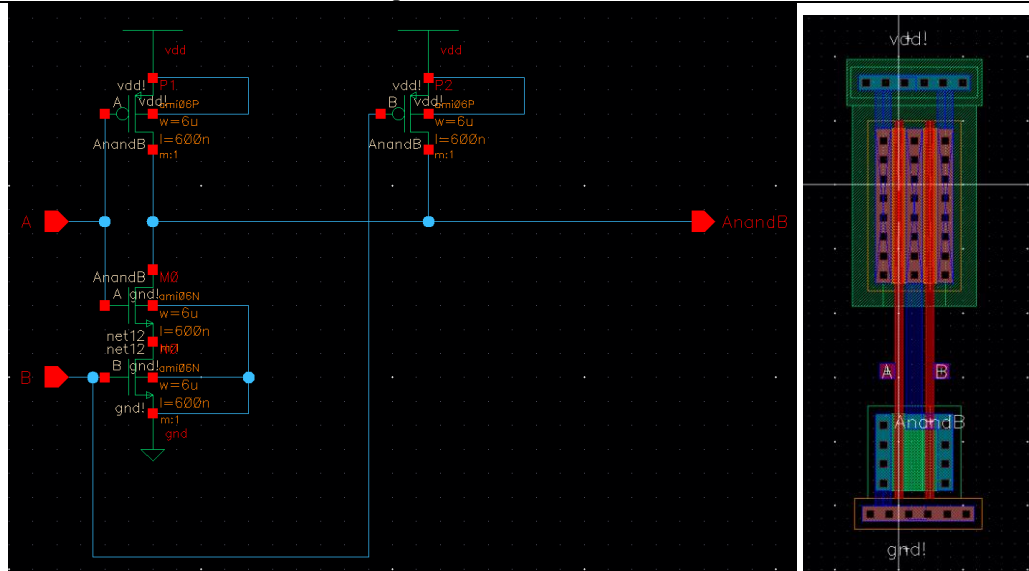 vdd
vdd! P1
A vdd! ami06P
w=6u
AnandB l=600n
m:1
vdd
vdd! P2
B vdd! ami06P
w=6u
AnandB l=600n
m:1
A
AnandB
AnandB M0
A gnd! ami06N
w=6u
net12 l=600n
net12
B gnd! ami06N
w=6u
gnd! l=600n
m:1
gnd
B
vdd!
A B
AnandB
gnd!